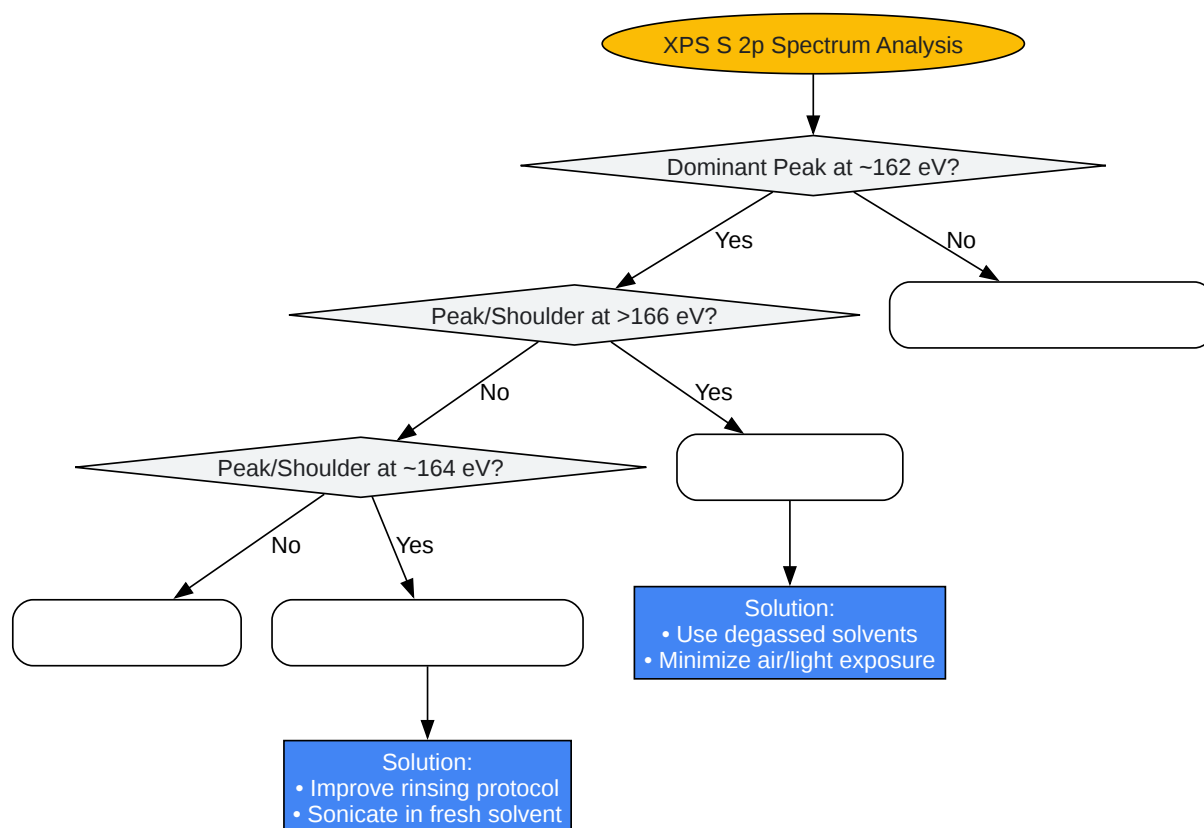 XPS S 2p Spectrum Analysis
Dominant Peak at ~162 eV?
Yes
No
Peak/Shoulder at >166 eV?
No
Yes
Peak/Shoulder at ~164 eV?
No
Yes
Solution:
• Use degassed solvents
• Minimize air/light exposure
Solution:
• Improve rinsing protocol
• Sonicate in fresh solvent